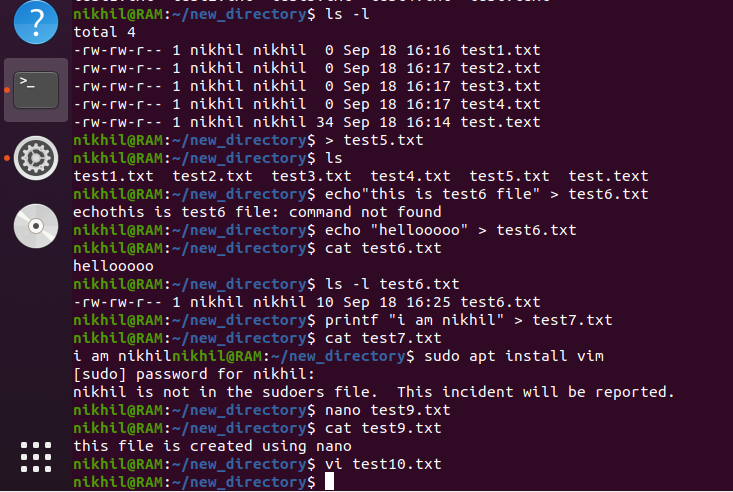 nikhil@RAM:~/new_directory$ ls -l
total 4
-rw-rw-r-- 1 nikhil nikhil  0 Sep 18 16:16 test1.txt
-rw-rw-r-- 1 nikhil nikhil  0 Sep 18 16:17 test2.txt
-rw-rw-r-- 1 nikhil nikhil  0 Sep 18 16:17 test3.txt
-rw-rw-r-- 1 nikhil nikhil  0 Sep 18 16:17 test4.txt
-rw-rw-r-- 1 nikhil nikhil 34 Sep 18 16:14 test.text
nikhil@RAM:~/new_directory$ > test5.txt
nikhil@RAM:~/new_directory$ ls
test1.txt  test2.txt  test3.txt  test4.txt  test5.txt  test.text
nikhil@RAM:~/new_directory$ echo"this is test6 file" > test6.txt
echothis is test6 file: command not found
nikhil@RAM:~/new_directory$ echo "hellooooo" > test6.txt
nikhil@RAM:~/new_directory$ cat test6.txt
hellooooo
nikhil@RAM:~/new_directory$ ls -l test6.txt
-rw-rw-r-- 1 nikhil nikhil 10 Sep 18 16:25 test6.txt
nikhil@RAM:~/new_directory$ printf "i am nikhil" > test7.txt
nikhil@RAM:~/new_directory$ cat test7.txt
i am nikhilnikhil@RAM:~/new_directory$ sudo apt install vim
[sudo] password for nikhil:
nikhil is not in the sudoers file.  This incident will be reported.
nikhil@RAM:~/new_directory$ nano test9.txt
nikhil@RAM:~/new_directory$ cat test9.txt
this file is created using nano
nikhil@RAM:~/new_directory$ vi test10.txt
nikhil@RAM:~/new_directory$